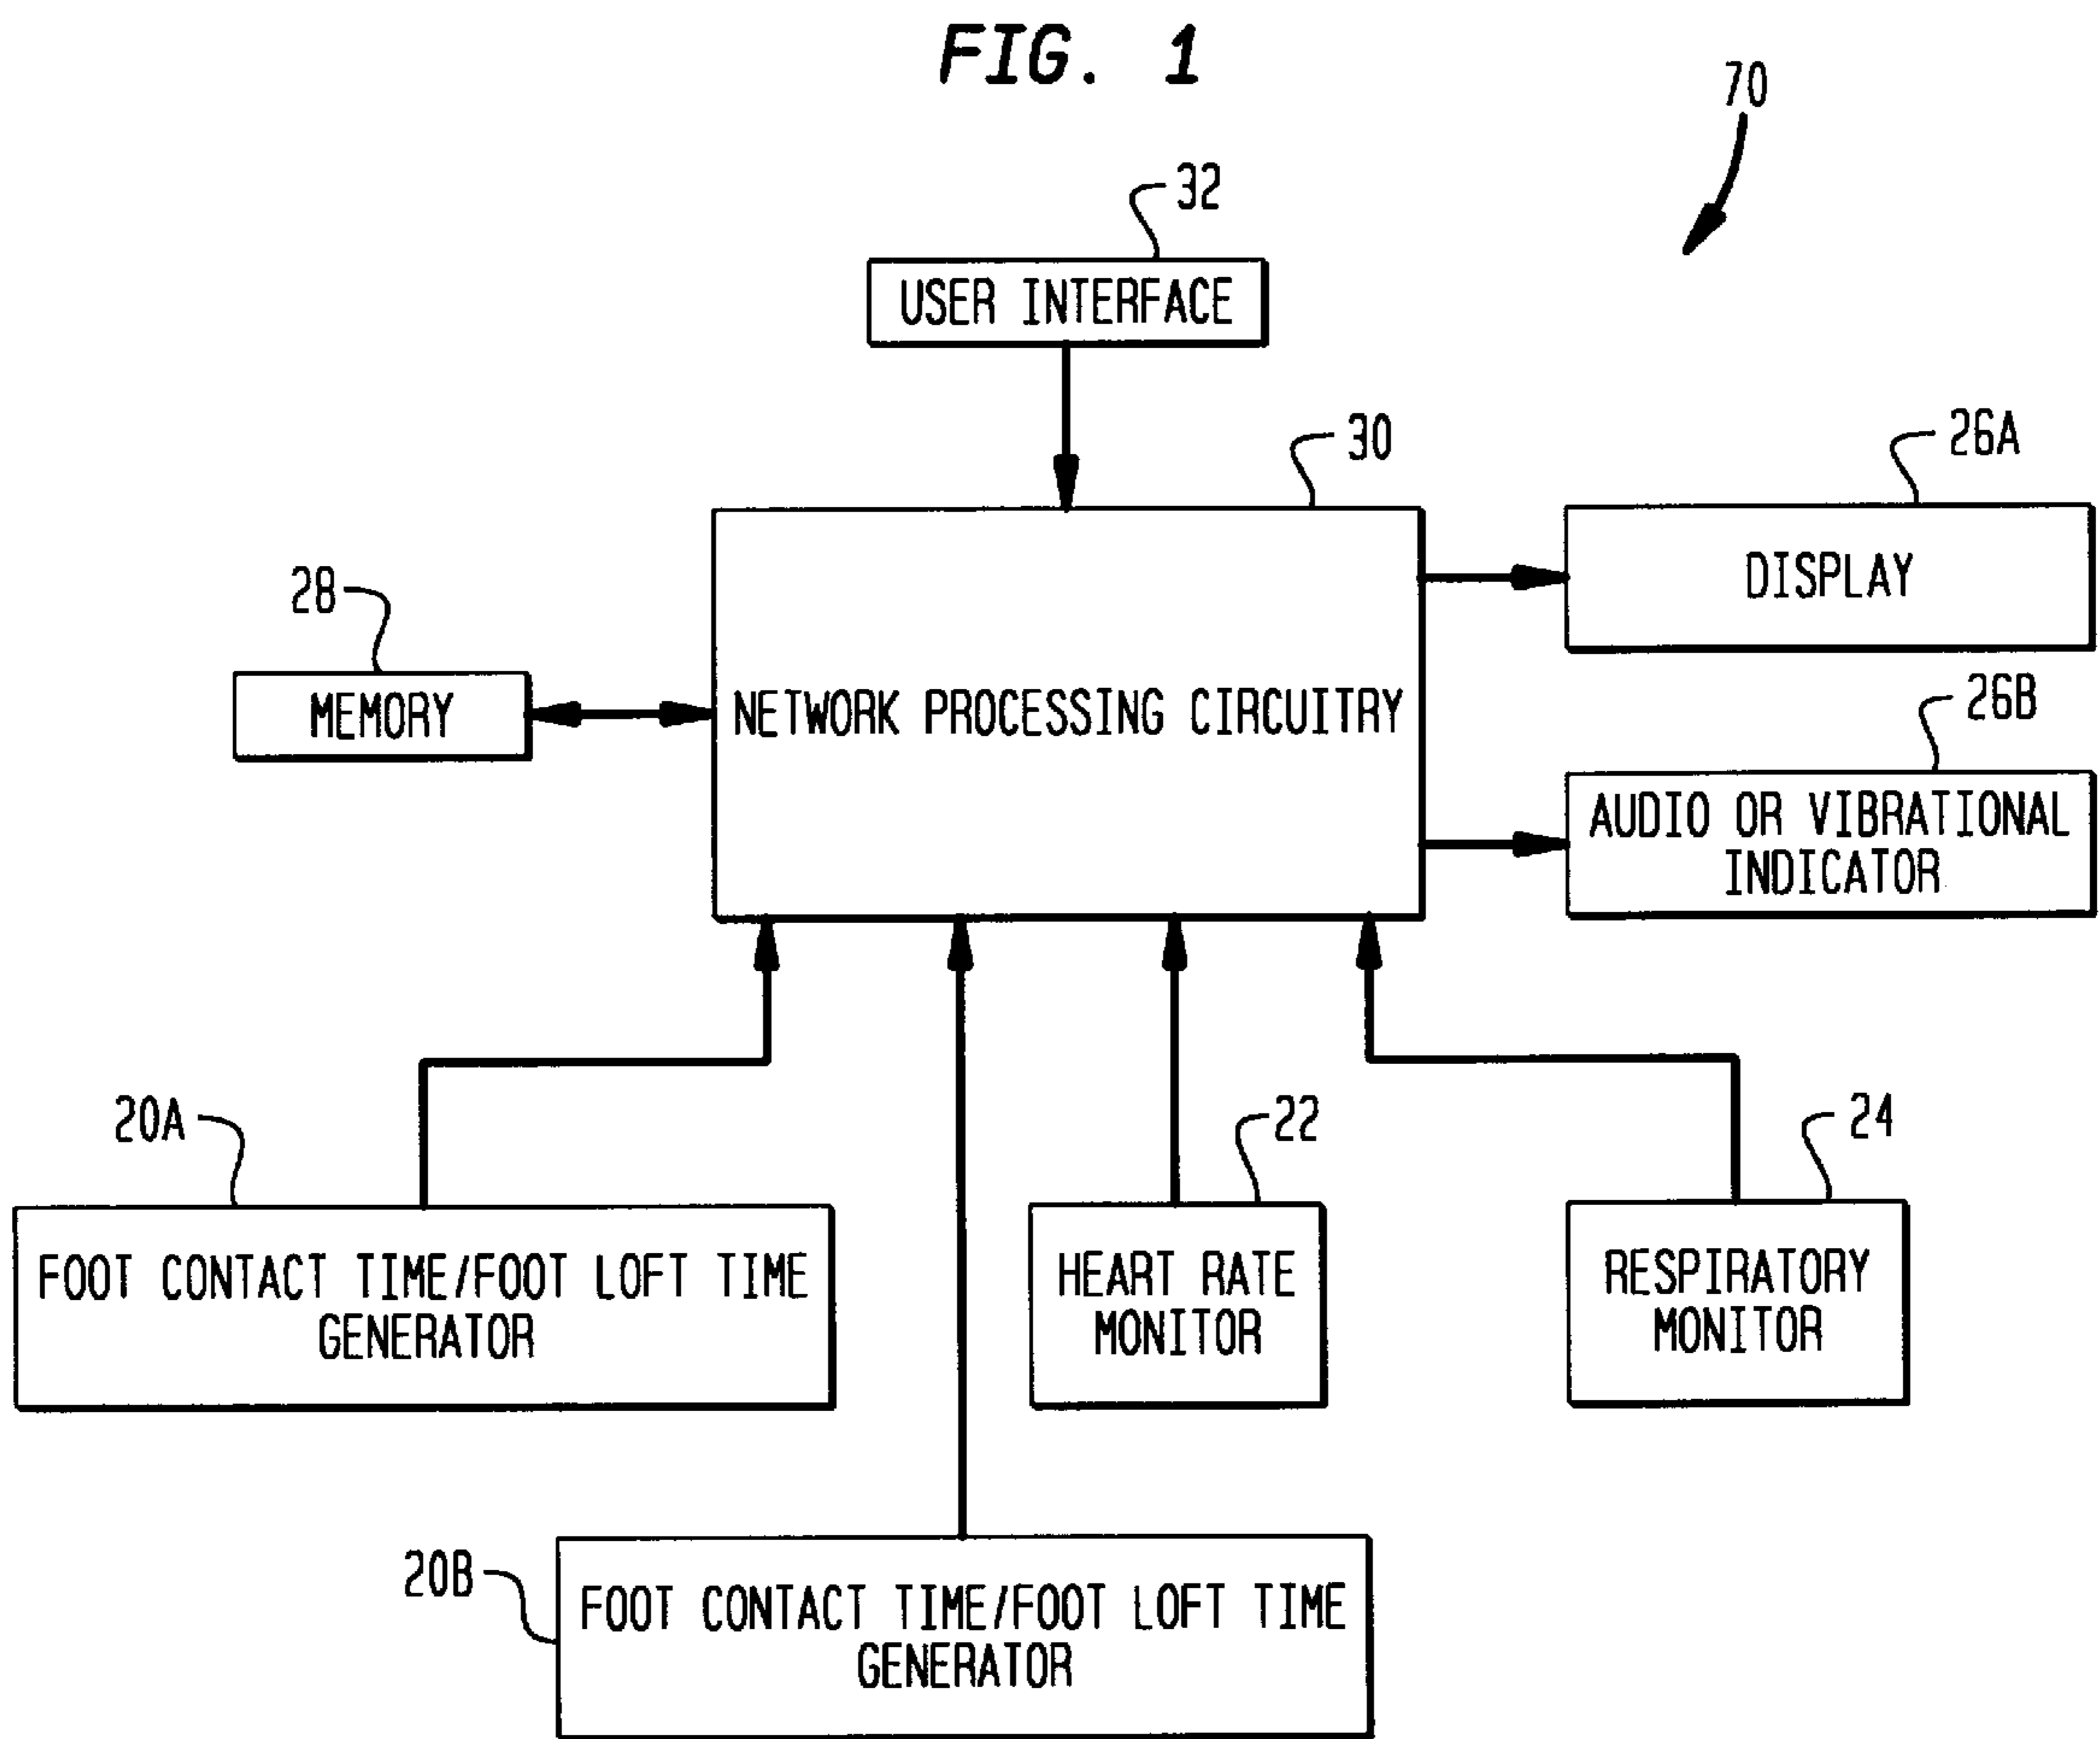 FIG. 1
70
32
USER INTERFACE
30
26A
DISPLAY
28
MEMORY
NETWORK PROCESSING CIRCUITRY
26B
AUDIO OR VIBRATIONAL
INDICATOR
20A
FOOT CONTACT TIME/FOOT LOFT TIME
GENERATOR
22
HEART RATE
MONITOR
24
RESPIRATORY
MONITOR
20B
FOOT CONTACT TIME/FOOT LOFT TIME
GENERATOR